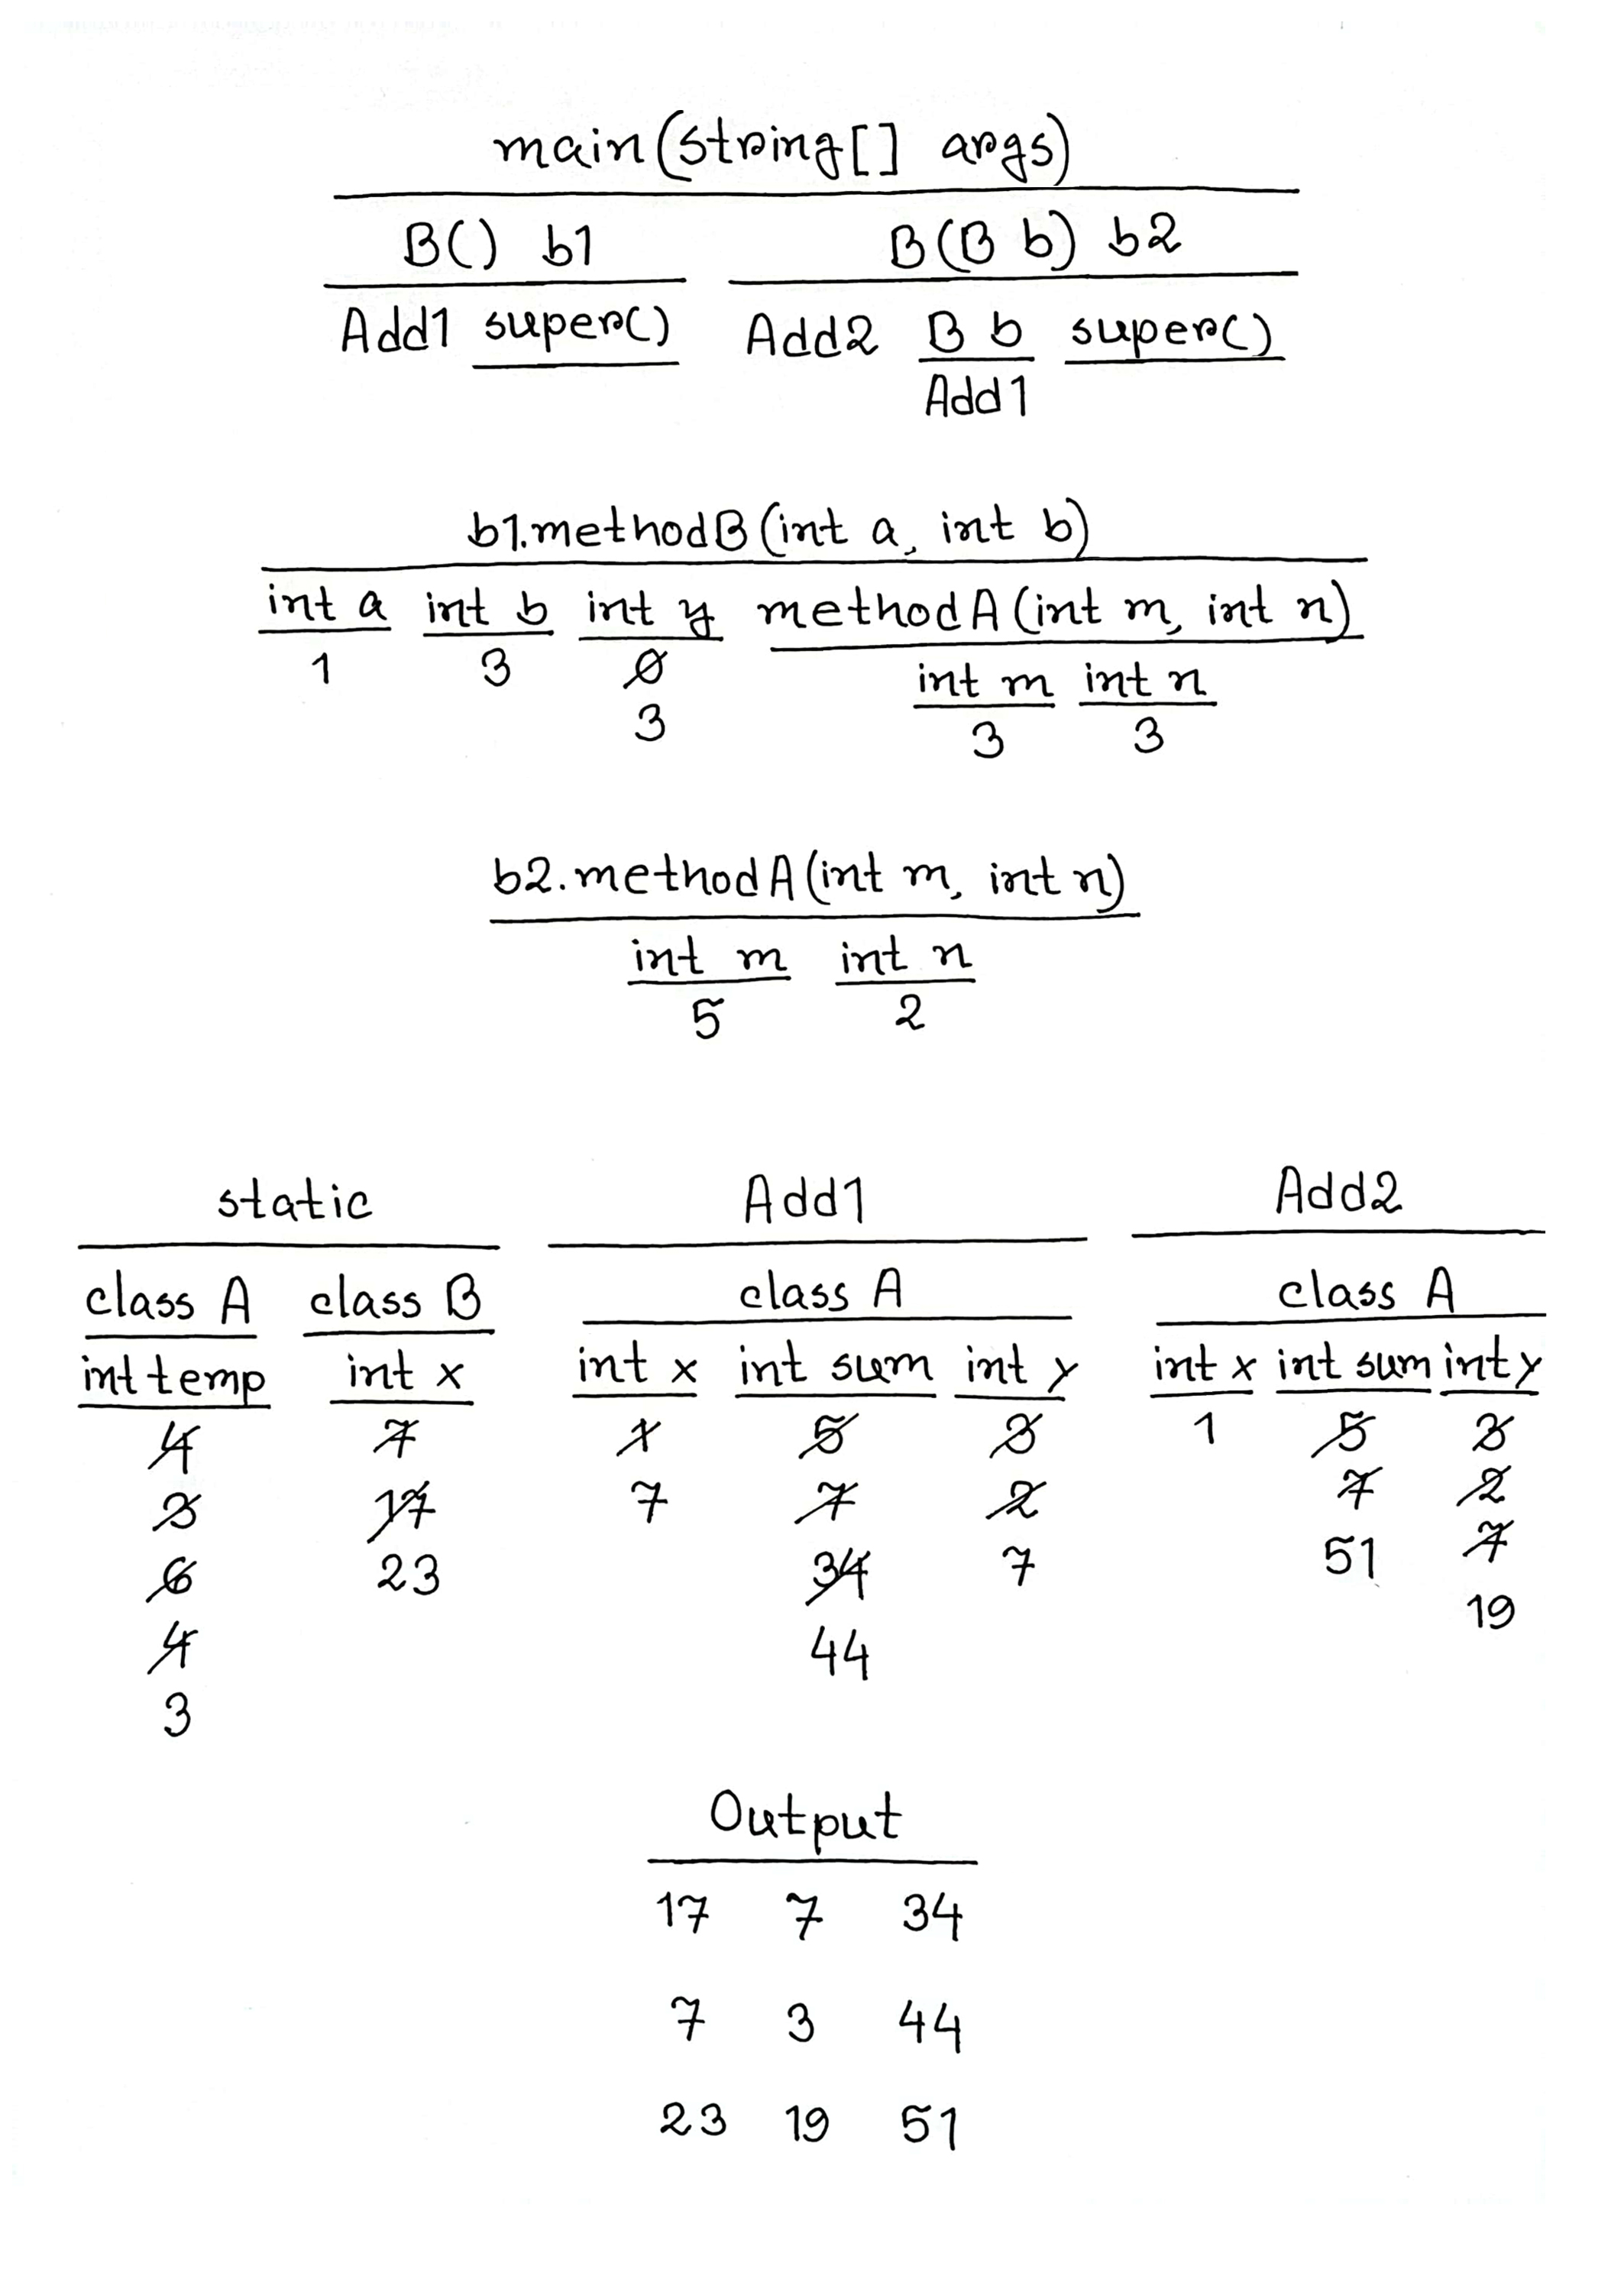 main(string[] args)
B() b1 B(B b) b2
Add1 super() Add2 B b super()
Add1
b1.methodB(int a, int b)
int a int b int y methodA(int m, int n)
1 3 0 int m int n
3 3 3
b2.methodA(int m, int n)
int m int n
5 2
static Add1 Add2
class A class B class A class A
int temp int x int x int sum int y int x int sum int y
4 7 1 5 3 1 5 3
3 17 7 7 2 7 2
6 23 34 7 51 7
4 44 19
3
Output
17 7 34
7 3 44
23 19 51